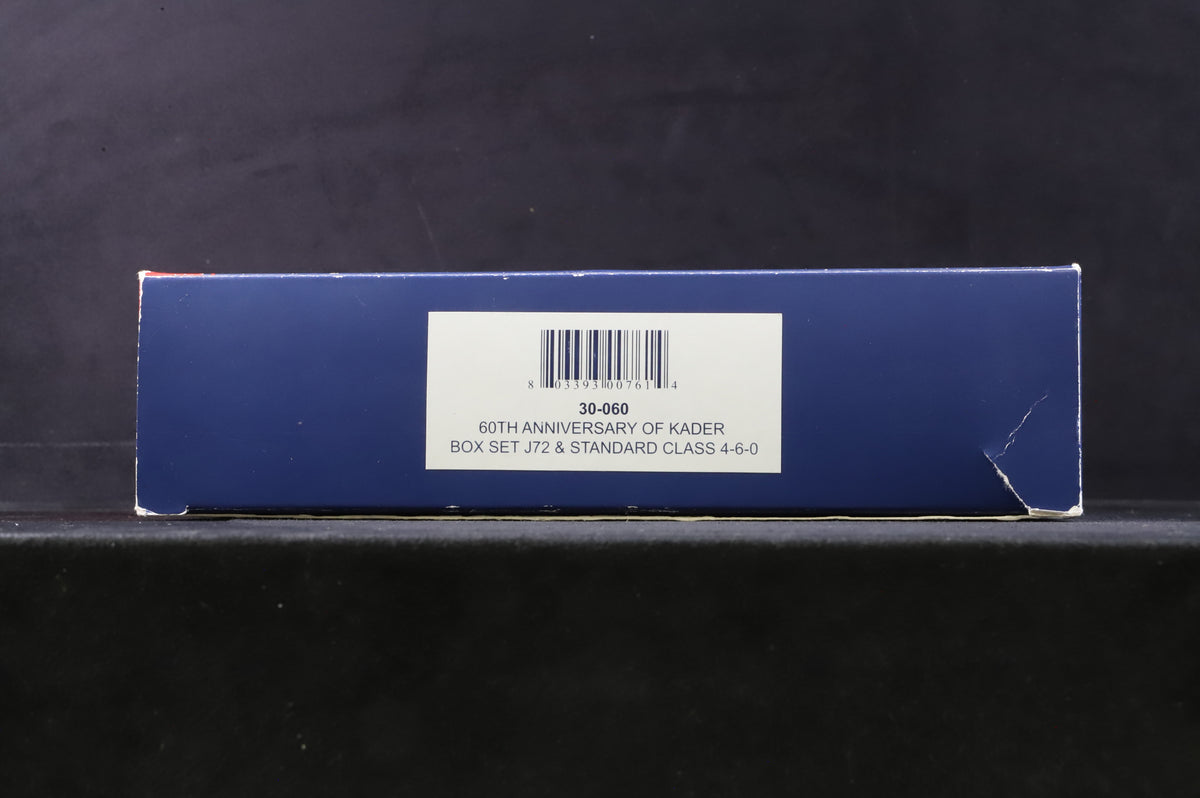 8 03393 00761 4
30-060
60TH ANNIVERSARY OF KADER
BOX SET J72 & STANDARD CLASS 4-6-0